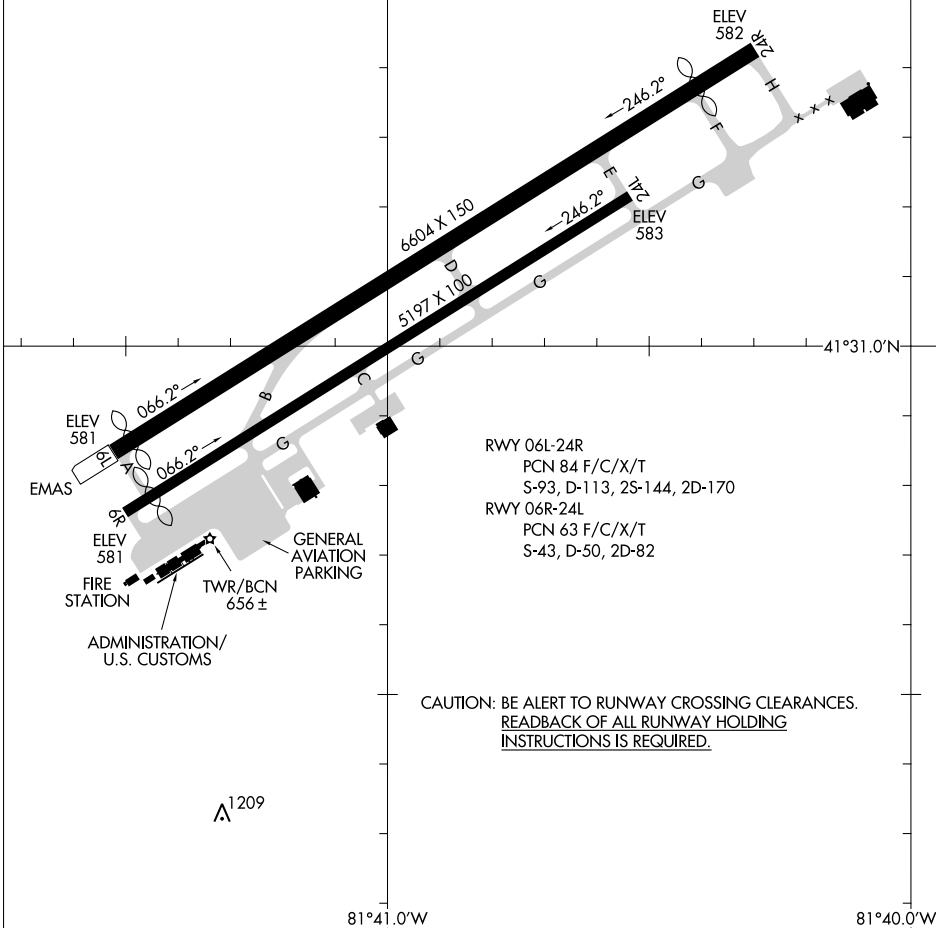 ELEV
582
24R
H
246.2°
F
E
G
24L
246.2°
ELEV
583
6604 X 150
D
G
5197 X 100
41°31.0'N
G
C
066.2°
B
ELEV
581
6L
A
066.2°
G
EMAS
6R
RWY 06L-24R
PCN 84 F/C/X/T
S-93, D-113, 2S-144, 2D-170
RWY 06R-24L
PCN 63 F/C/X/T
S-43, D-50, 2D-82
ELEV
581
GENERAL
AVIATION
PARKING
FIRE
STATION
TWR/BCN
656 ±
ADMINISTRATION/
U.S. CUSTOMS
CAUTION: BE ALERT TO RUNWAY CROSSING CLEARANCES.
READBACK OF ALL RUNWAY HOLDING
INSTRUCTIONS IS REQUIRED.
1209
81°41.0'W
81°40.0'W